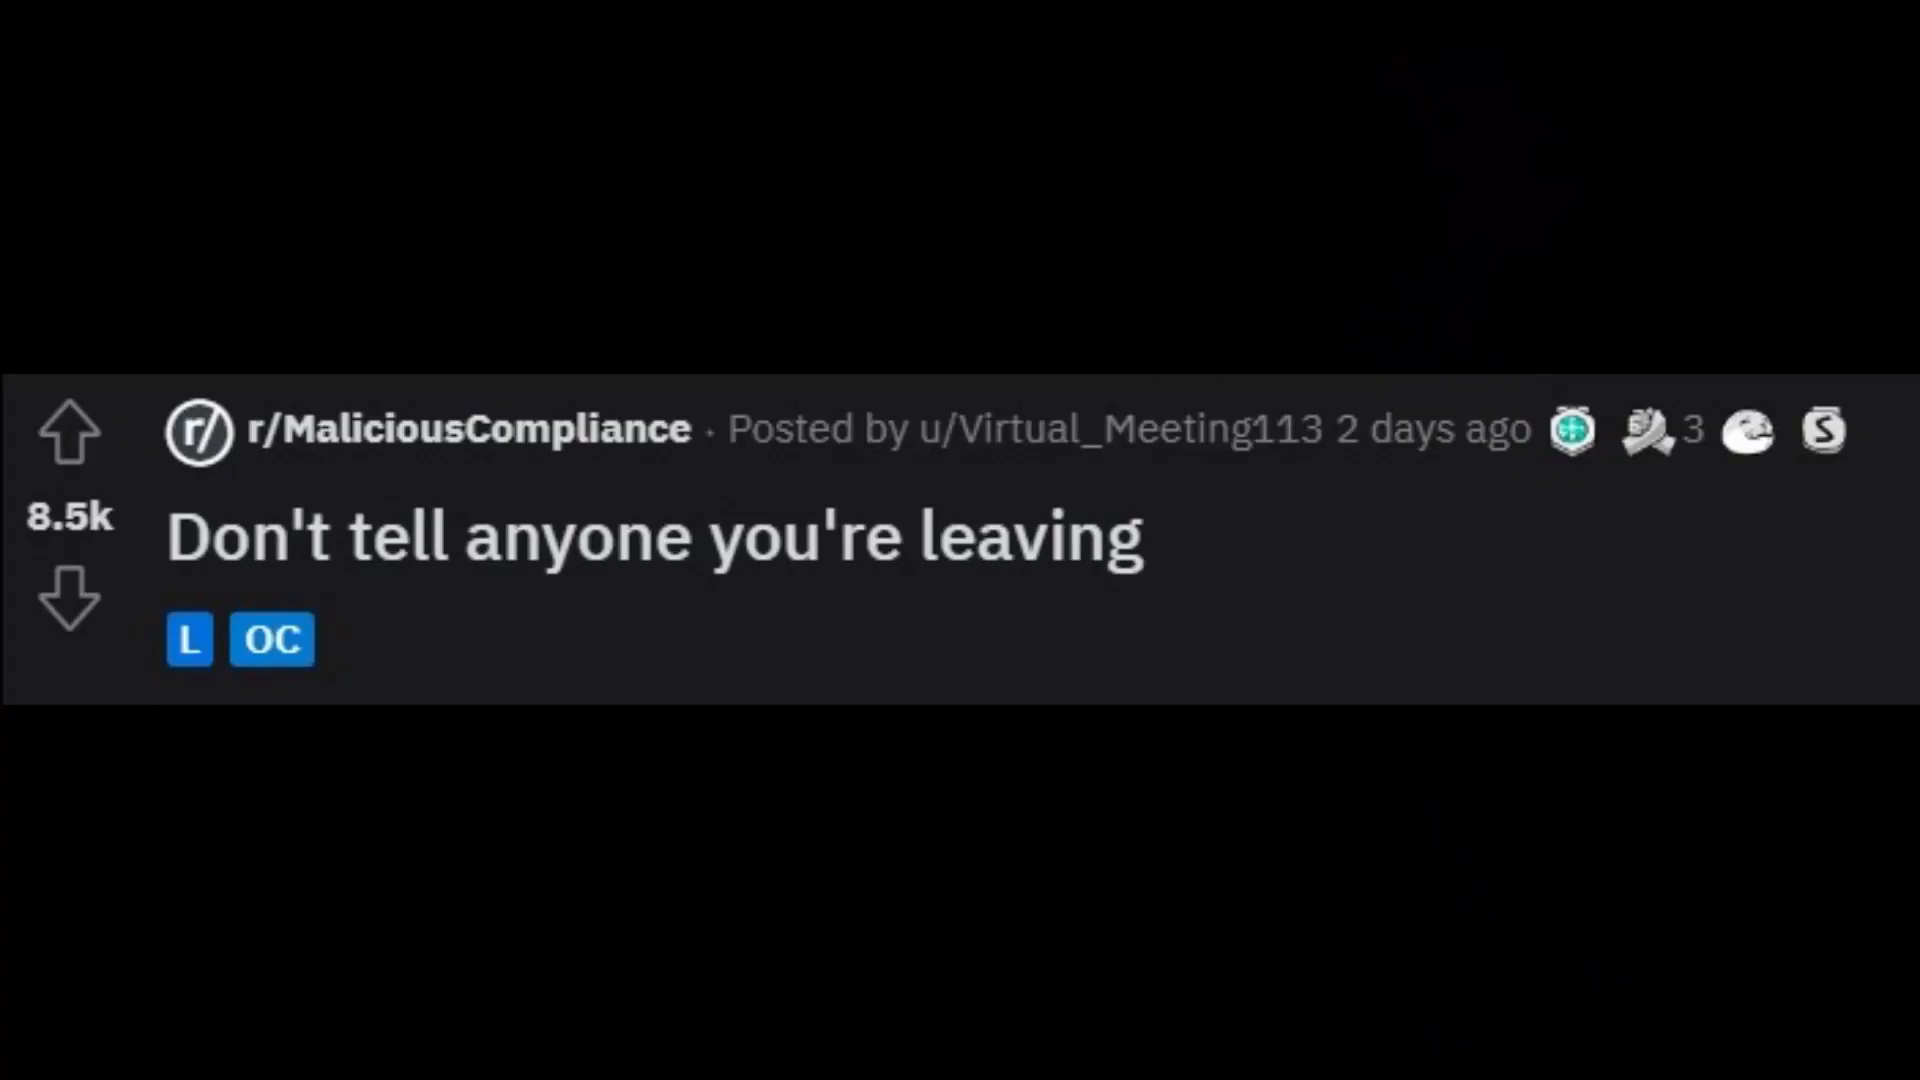 r/ r/MaliciousCompliance · Posted by u/Virtual_Meeting113 2 days ago 3 S
8.5k
Don't tell anyone you're leaving
L OC